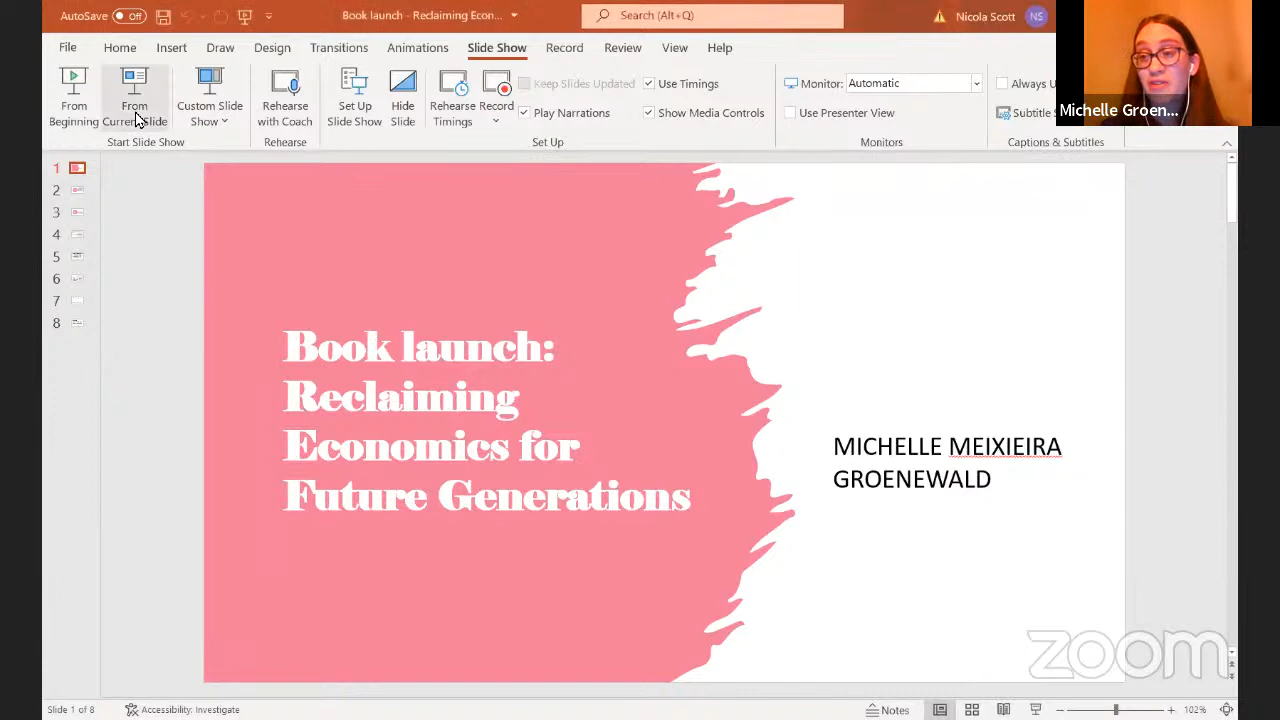 AutoSave Off
Book launch - Reclaiming Econ...
Search (Alt+Q)
Nicola Scott NS
File Home Insert Draw Design Transitions Animations Slide Show Record Review View Help
From Beginning
From Current Slide
Custom Slide Show
Rehearse with Coach
Set Up Slide Show
Hide Slide
Rehearse Timings
Record
Keep Slides Updated
Play Narrations
Use Timings
Show Media Controls
Monitor: Automatic
Use Presenter View
Always U
Subtitle S
Start Slide Show
Rehearse
Set Up
Monitors
Captions & Subtitles
Michelle Groen...
1
2
3
4
5
6
7
8
Book launch:
Reclaiming
Economics for
Future Generations
MICHELLE MEIXIEIRA
GROENEWALD
zoom
Slide 1 of 8
Accessibility: Investigate
Notes
102%